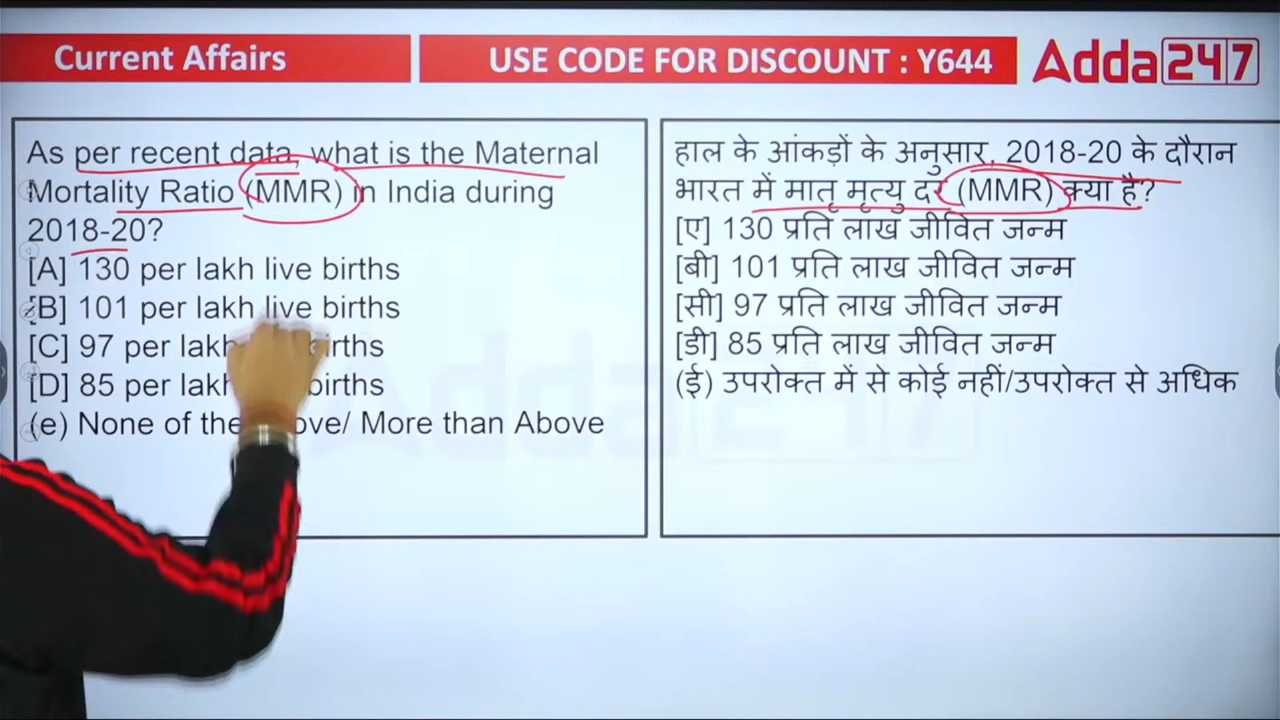 Current Affairs
USE CODE FOR DISCOUNT : Y644
Adda247
As per recent data, what is the Maternal
Mortality Ratio (MMR) in India during
2018-20?
[A] 130 per lakh live births
[B] 101 per lakh live births
[C] 97 per lakh births
[D] 85 per lakh births
(e) None of the / More than Above
हाल के आंकड़ों के अनुसार, 2018-20 के दौरान
भारत में मातृ मृत्यु दर (MMR) क्या है?
[ए] 130 प्रति लाख जीवित जन्म
[बी] 101 प्रति लाख जीवित जन्म
[सी] 97 प्रति लाख जीवित जन्म
[डी] 85 प्रति लाख जीवित जन्म
(ई) उपरोक्त में से कोई नहीं/उपरोक्त से अधिक